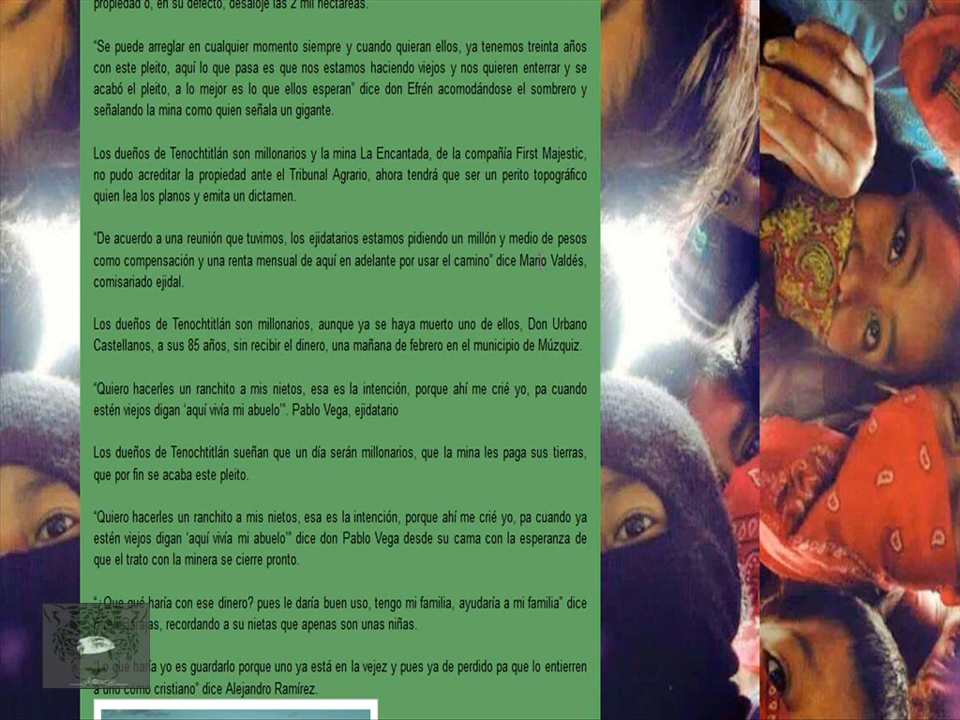 propiedad o, en su defecto, desaloje las 2 mil hectáreas.
“Se puede arreglar en cualquier momento siempre y cuando quieran ellos, ya tenemos treinta años
con este pleito, aquí lo que pasa es que nos estamos haciendo viejos y nos quieren enterrar y se
acabó el pleito, a lo mejor es lo que ellos esperan” dice don Efrén acomodándose el sombrero y
señalando la mina como quien señala un gigante.
Los dueños de Tenochtitlán son millonarios y la mina La Encantada, de la compañía First Majestic,
no pudo acreditar la propiedad ante el Tribunal Agrario, ahora tendrá que ser un perito topográfico
quien lea los planos y emita un dictamen.
“De acuerdo a una reunión que tuvimos, los ejidatarios estamos pidiendo un millón y medio de pesos
como compensación y una renta mensual de aquí en adelante por usar el camino” dice Mario Valdés,
comisariado ejidal.
Los dueños de Tenochtitlán son millonarios, aunque ya se haya muerto uno de ellos, Don Urbano
Castellanos, a sus 85 años, sin recibir el dinero, una mañana de febrero en el municipio de Múzquiz.
“Quiero hacerles un ranchito a mis nietos, esa es la intención, porque ahí me crié yo, pa cuando
estén viejos digan ‘aquí vivía mi abuelo’”. Pablo Vega, ejidatario
Los dueños de Tenochtitlán sueñan que un día serán millonarios, que la mina les paga sus tierras,
que por fin se acaba este pleito.
“Quiero hacerles un ranchito a mis nietos, esa es la intención, porque ahí me crié yo, pa cuando ya
estén viejos digan ‘aquí vivía mi abuelo’” dice don Pablo Vega desde su cama con la esperanza de
que el trato con la minera se cierre pronto.
“¿Que qué haría con ese dinero? pues le daría buen uso, tengo mi familia, ayudaría a mi familia” dice
recordando a su nietas que apenas son unas niñas.
“Lo que haría yo es guardarlo porque uno ya está en la vejez y pues ya de perdido pa que lo entierren
a uno como cristiano” dice Alejandro Ramírez.